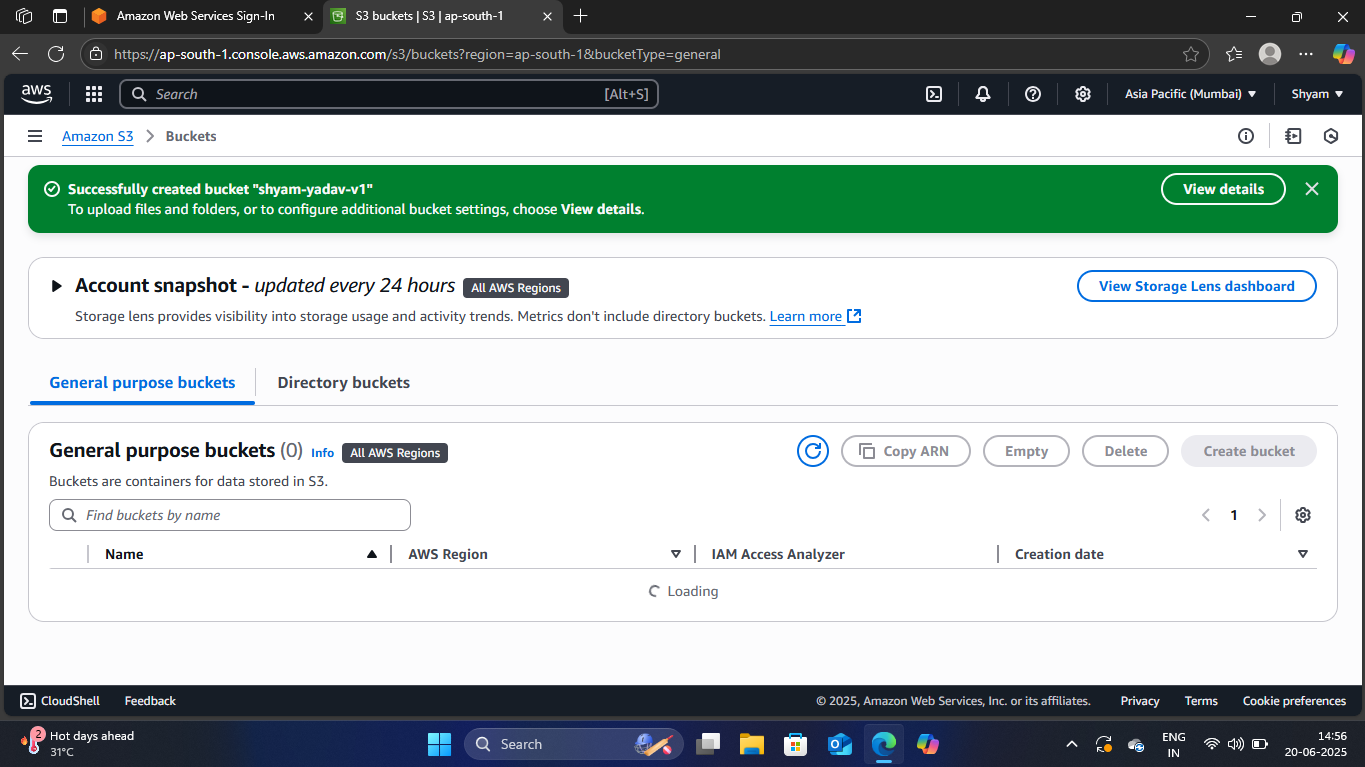 Amazon Web Services Sign-In
S3 buckets | S3 | ap-south-1
https://ap-south-1.console.aws.amazon.com/s3/buckets?region=ap-south-1&bucketType=general
aws
Search [Alt+S]
Asia Pacific (Mumbai)
Shyam
Amazon S3 > Buckets
Successfully created bucket "shyam-yadav-v1"
To upload files and folders, or to configure additional bucket settings, choose View details.
View details
Account snapshot - updated every 24 hours All AWS Regions
View Storage Lens dashboard
Storage lens provides visibility into storage usage and activity trends. Metrics don't include directory buckets. Learn more
General purpose buckets
Directory buckets
General purpose buckets (0) Info All AWS Regions
Copy ARN
Empty
Delete
Create bucket
Buckets are containers for data stored in S3.
Find buckets by name
1
Name
AWS Region
IAM Access Analyzer
Creation date
Loading
CloudShell
Feedback
© 2025, Amazon Web Services, Inc. or its affiliates.
Privacy
Terms
Cookie preferences
2
Hot days ahead
31°C
Search
ENG
IN
14:56
20-06-2025